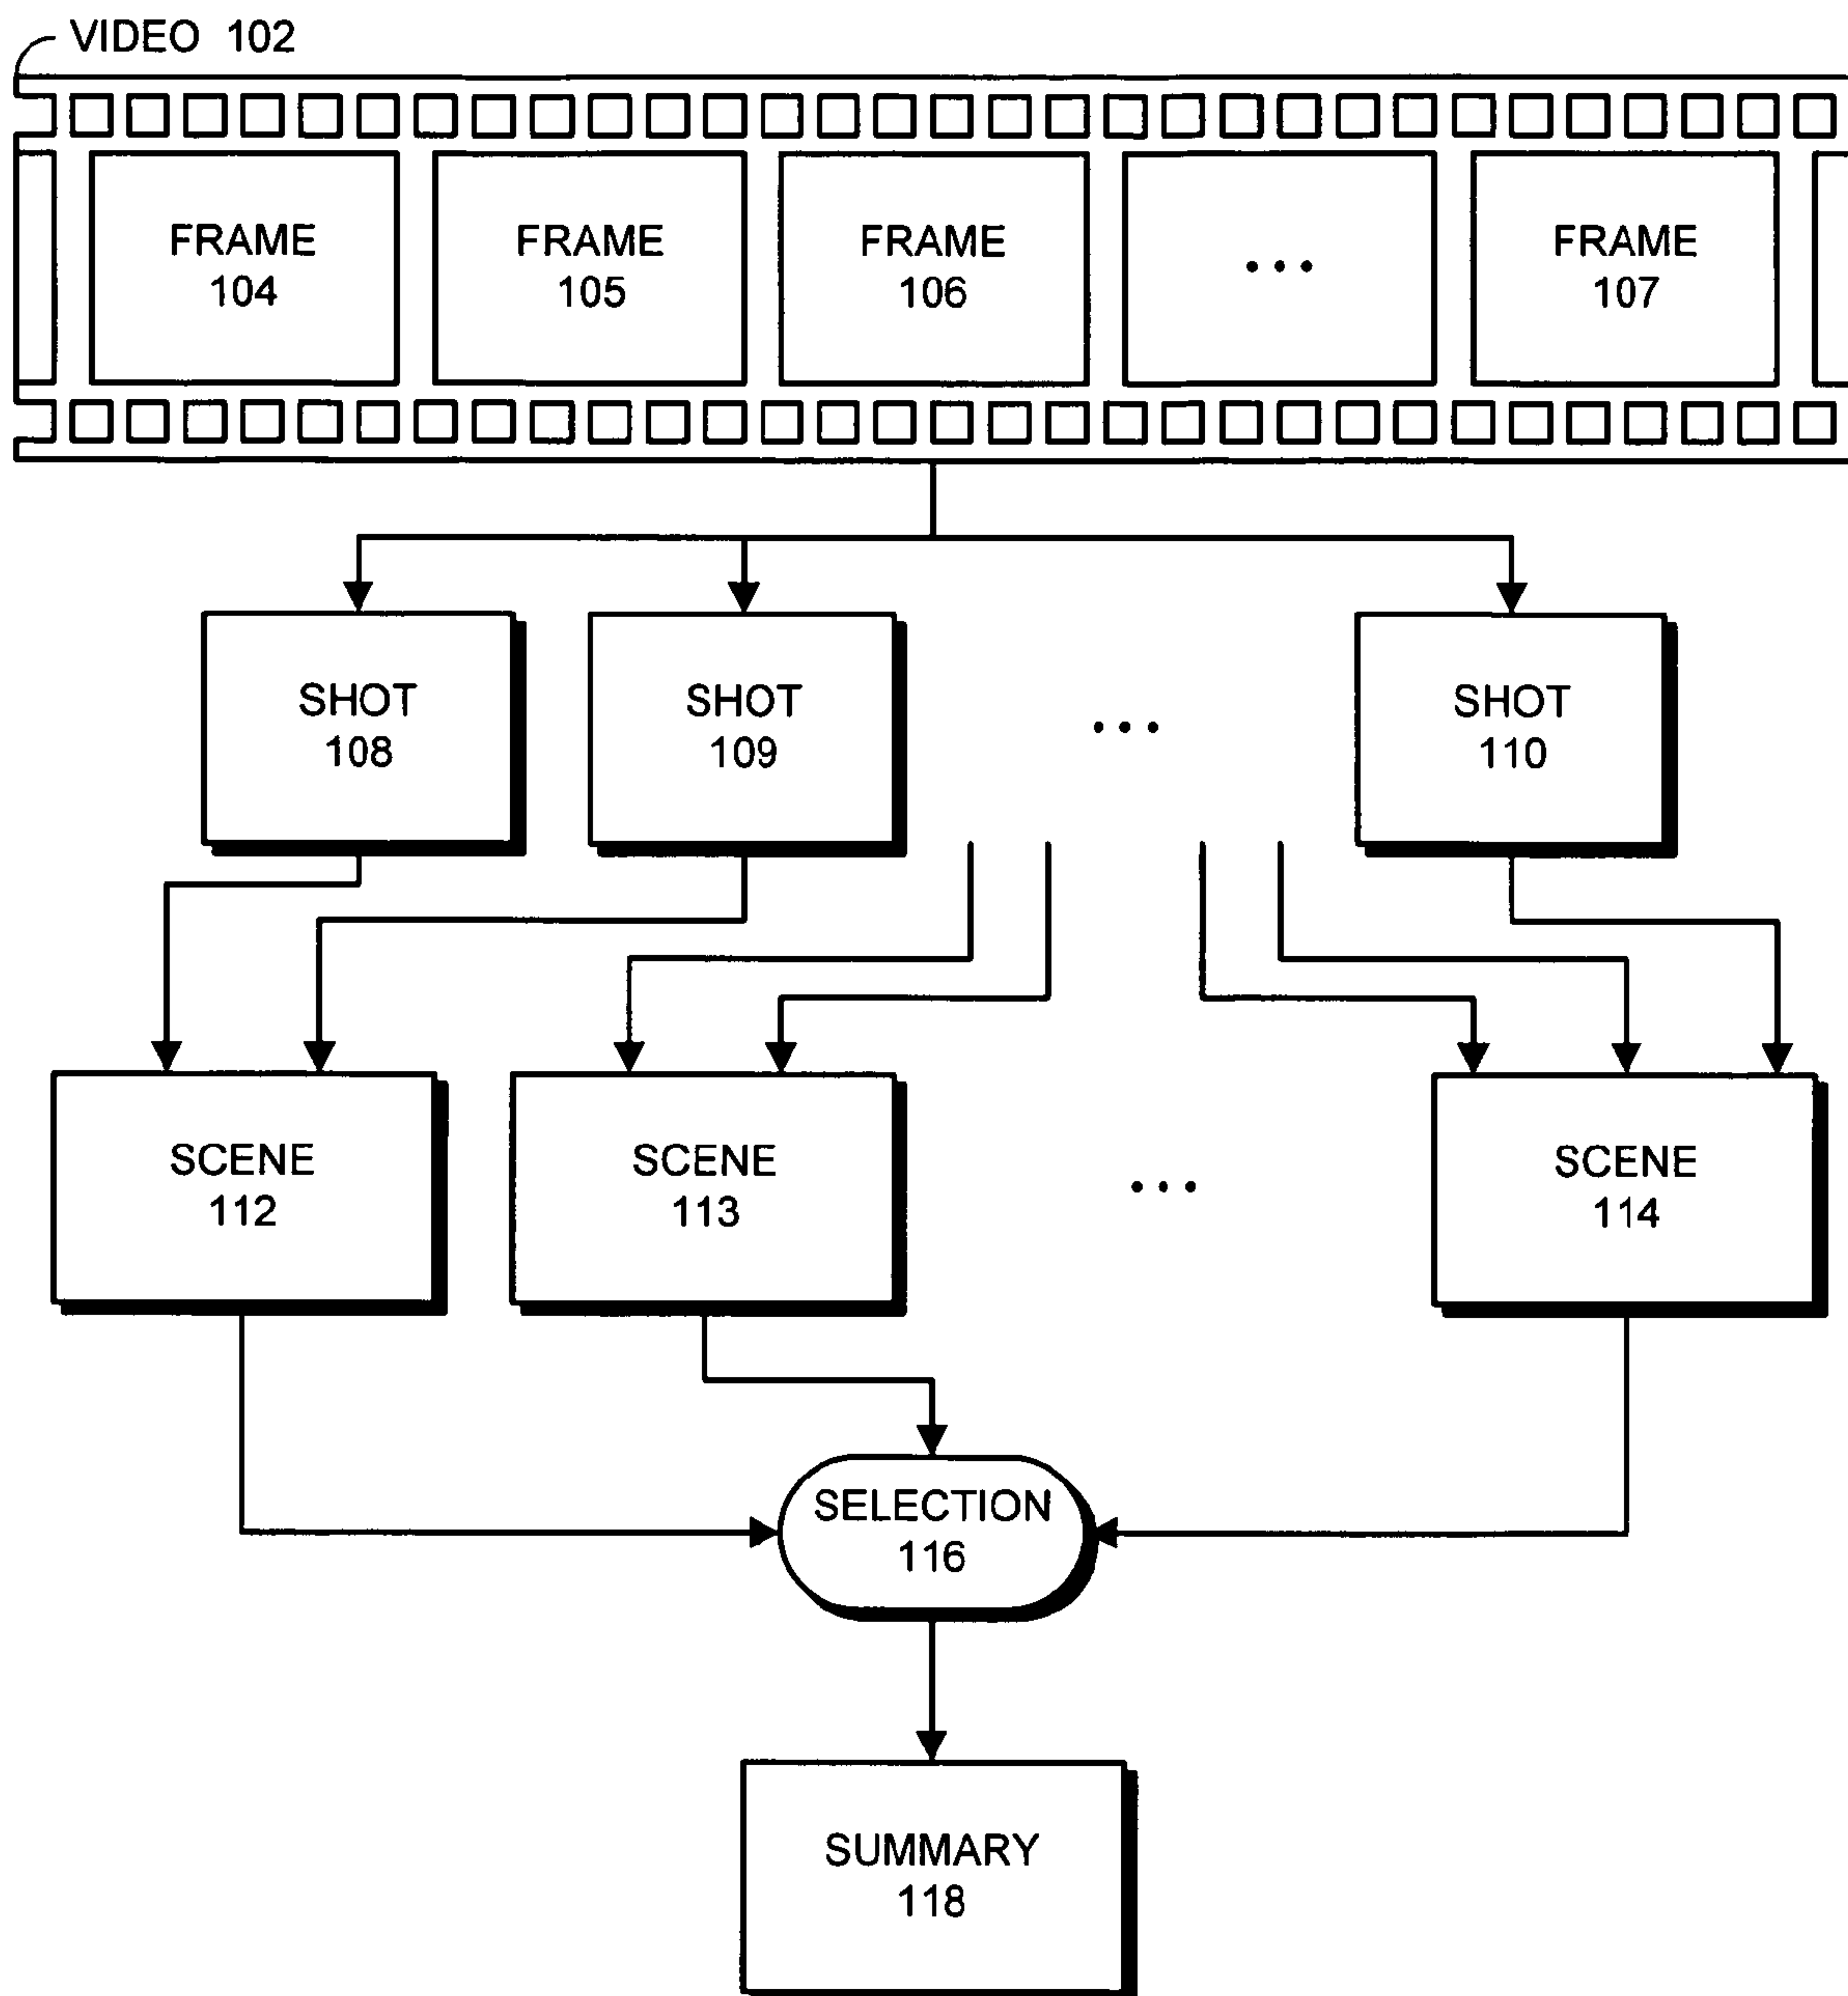 VIDEO 102
FRAME
104
FRAME
105
FRAME
106
...
FRAME
107
SHOT
108
SHOT
109
...
SHOT
110
SCENE
112
SCENE
113
...
SCENE
114
SELECTION
116
SUMMARY
118